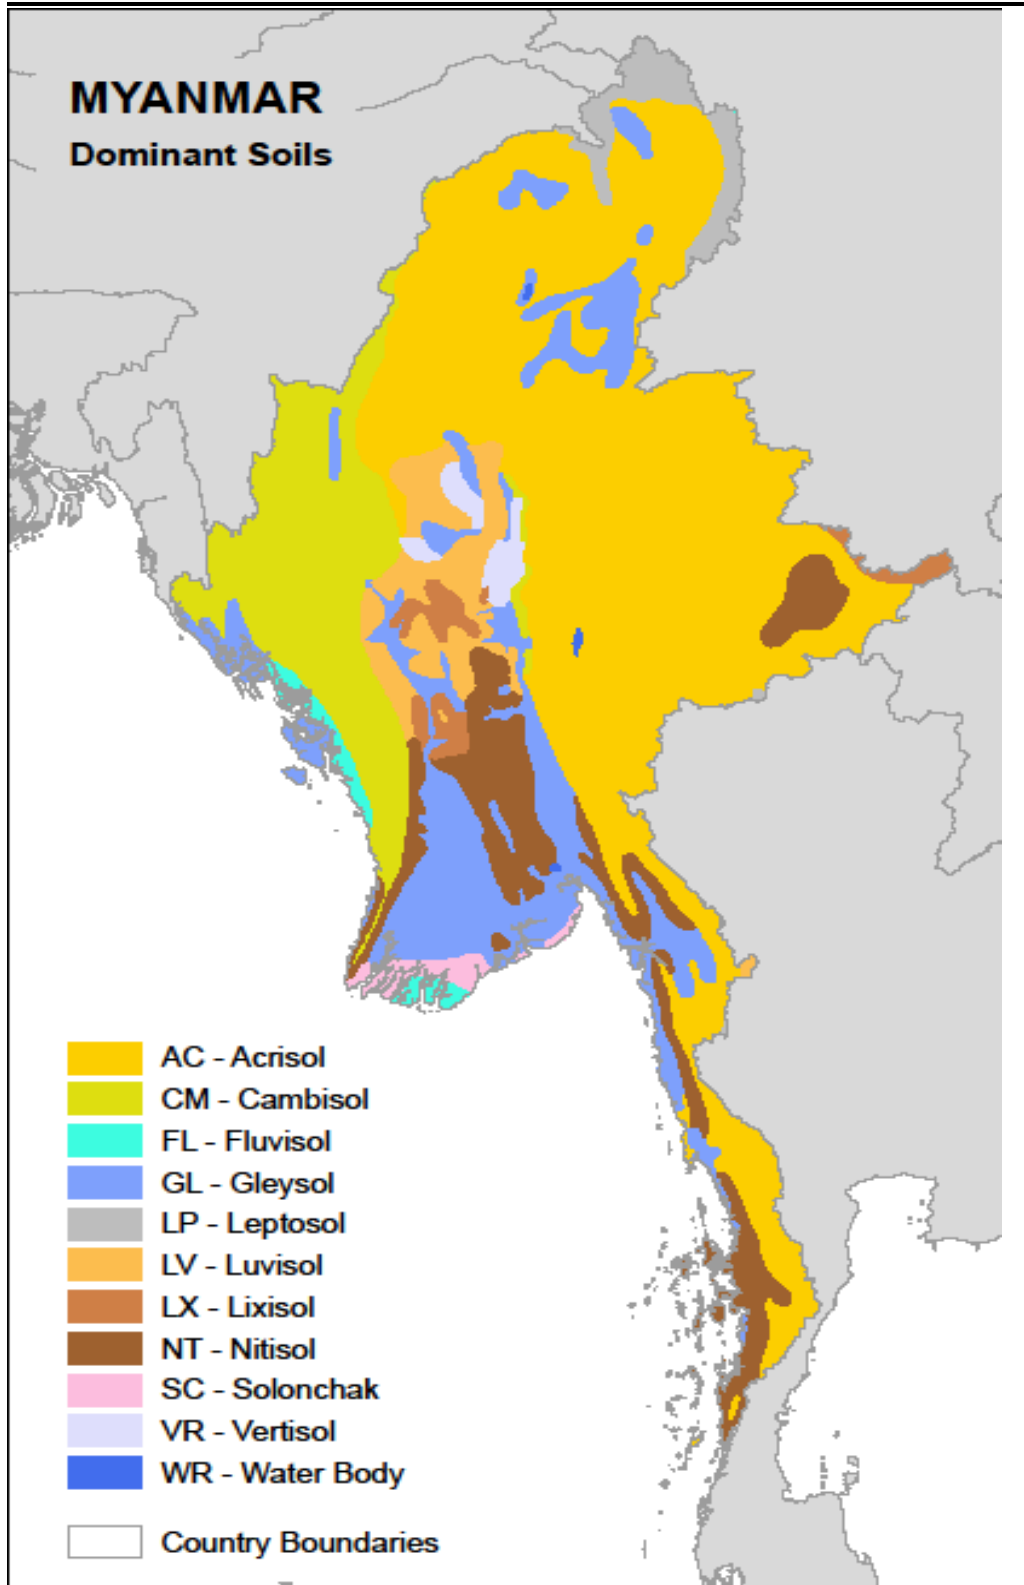 MYANMAR
Dominant Soils
AC - Acrisol
CM - Cambisol
FL - Fluvisol
GL - Gleysol
LP - Leptosol
LV - Luvisol
LX - Lixisol
NT - Nitisol
SC - Solonchak
VR - Vertisol
WR - Water Body
Country Boundaries